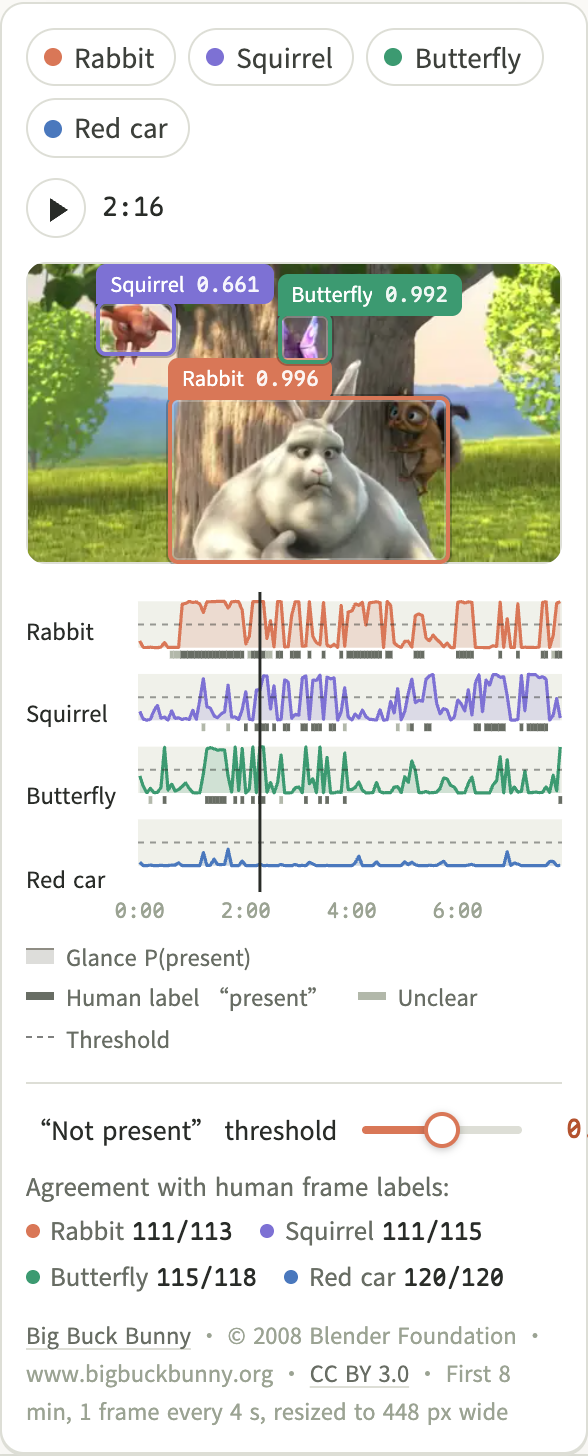 Rabbit
Squirrel
Butterfly
Red car
2:16
Squirrel 0.661
Butterfly 0.992
Rabbit 0.996
Rabbit
Squirrel
Butterfly
Red car
0:00 2:00 4:00 6:00
Glance P(present)
Human label “present” Unclear
Threshold
“Not present” threshold
Agreement with human frame labels:
Rabbit 111/113 Squirrel 111/115
Butterfly 115/118 Red car 120/120
Big Buck Bunny • © 2008 Blender Foundation •
www.bigbuckbunny.org • CC BY 3.0 • First 8
min, 1 frame every 4 s, resized to 448 px wide